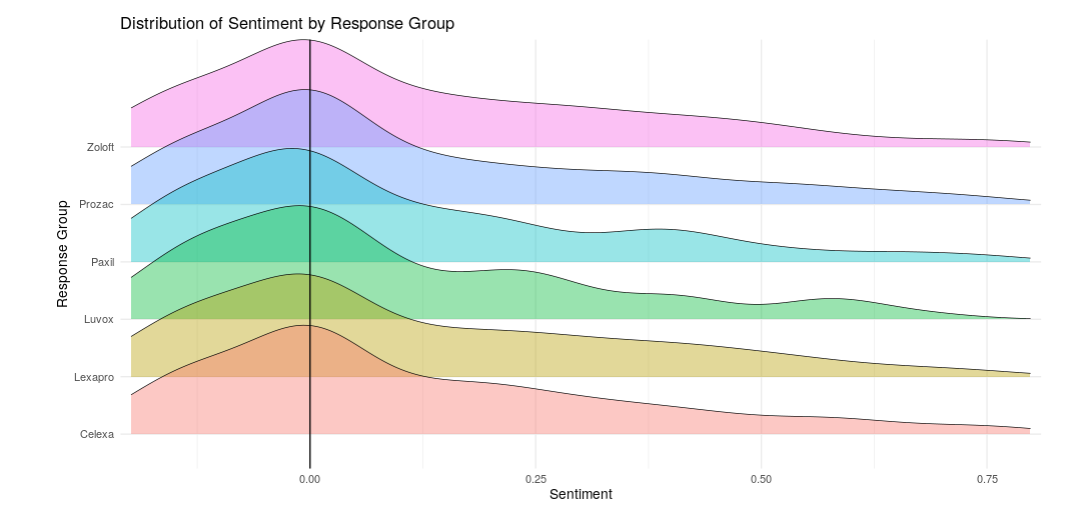 Distribution of Sentiment by Response Group
Response Group
Zoloft
Prozac
Paxil
Luvox
Lexapro
Celexa
0.00 0.25 0.50 0.75
Sentiment